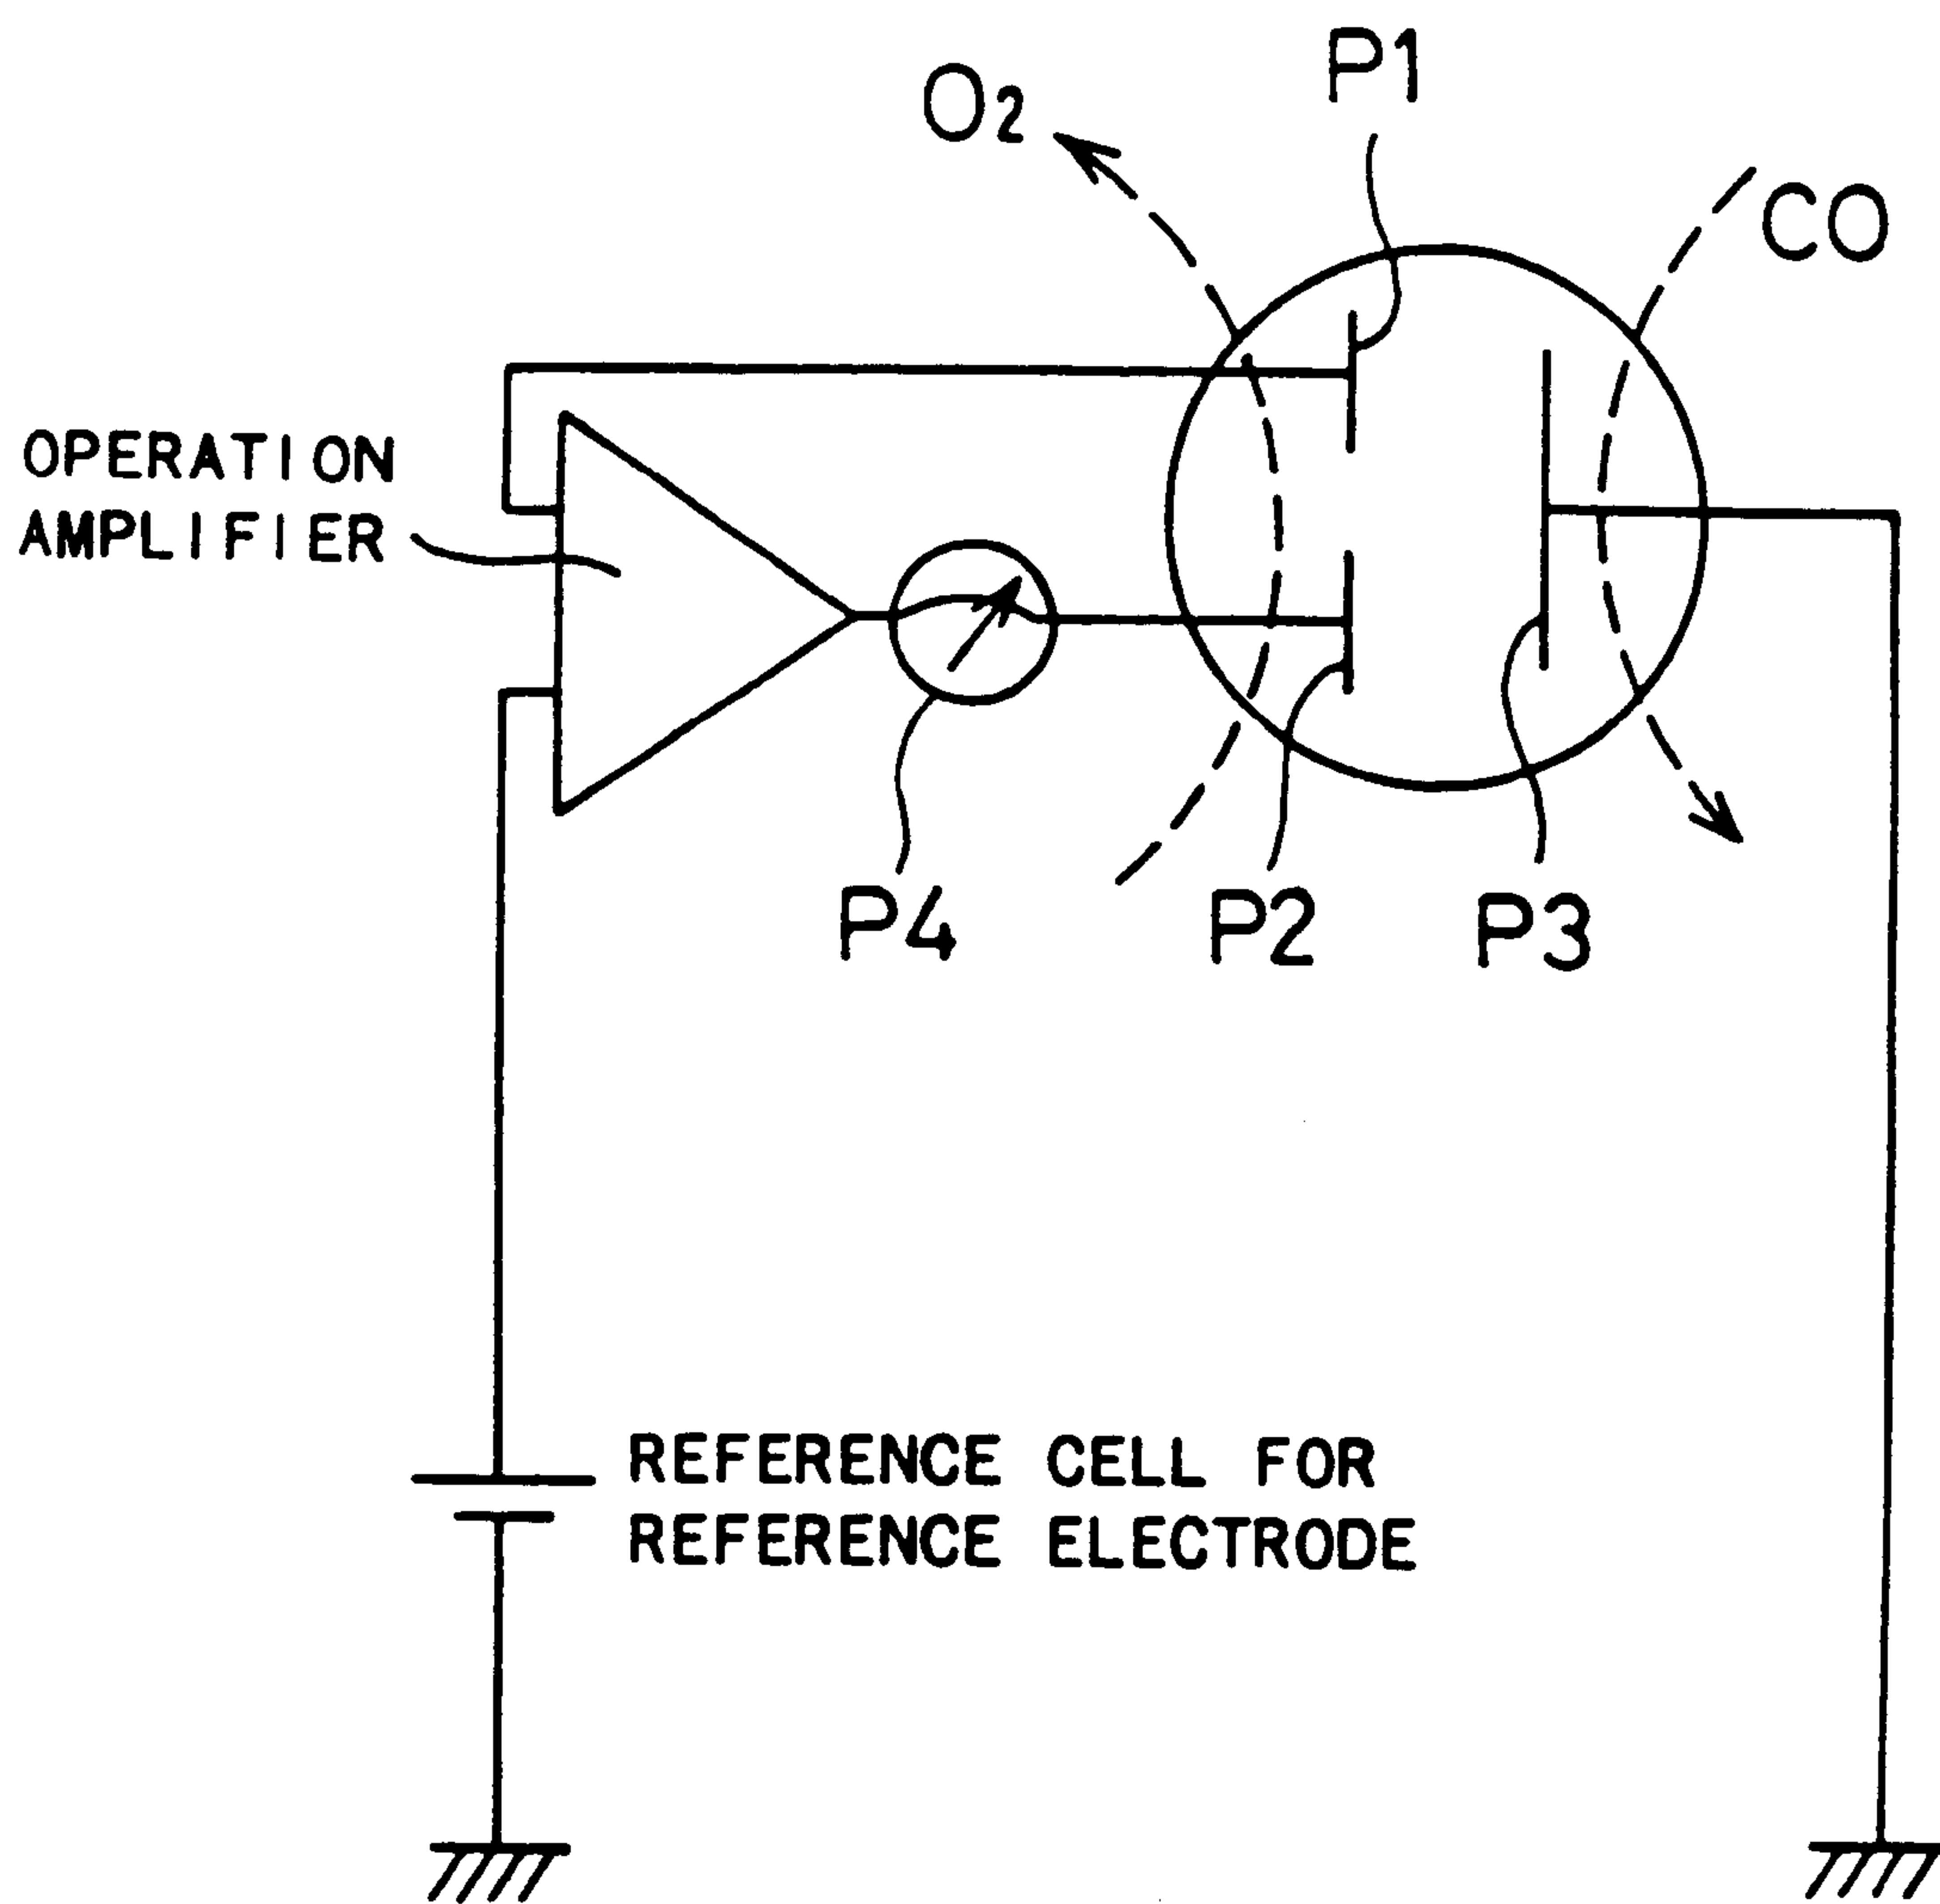 P1
O2
CO
OPERATION
AMPLIFIER
P4
P2
P3
REFERENCE CELL FOR
REFERENCE ELECTRODE